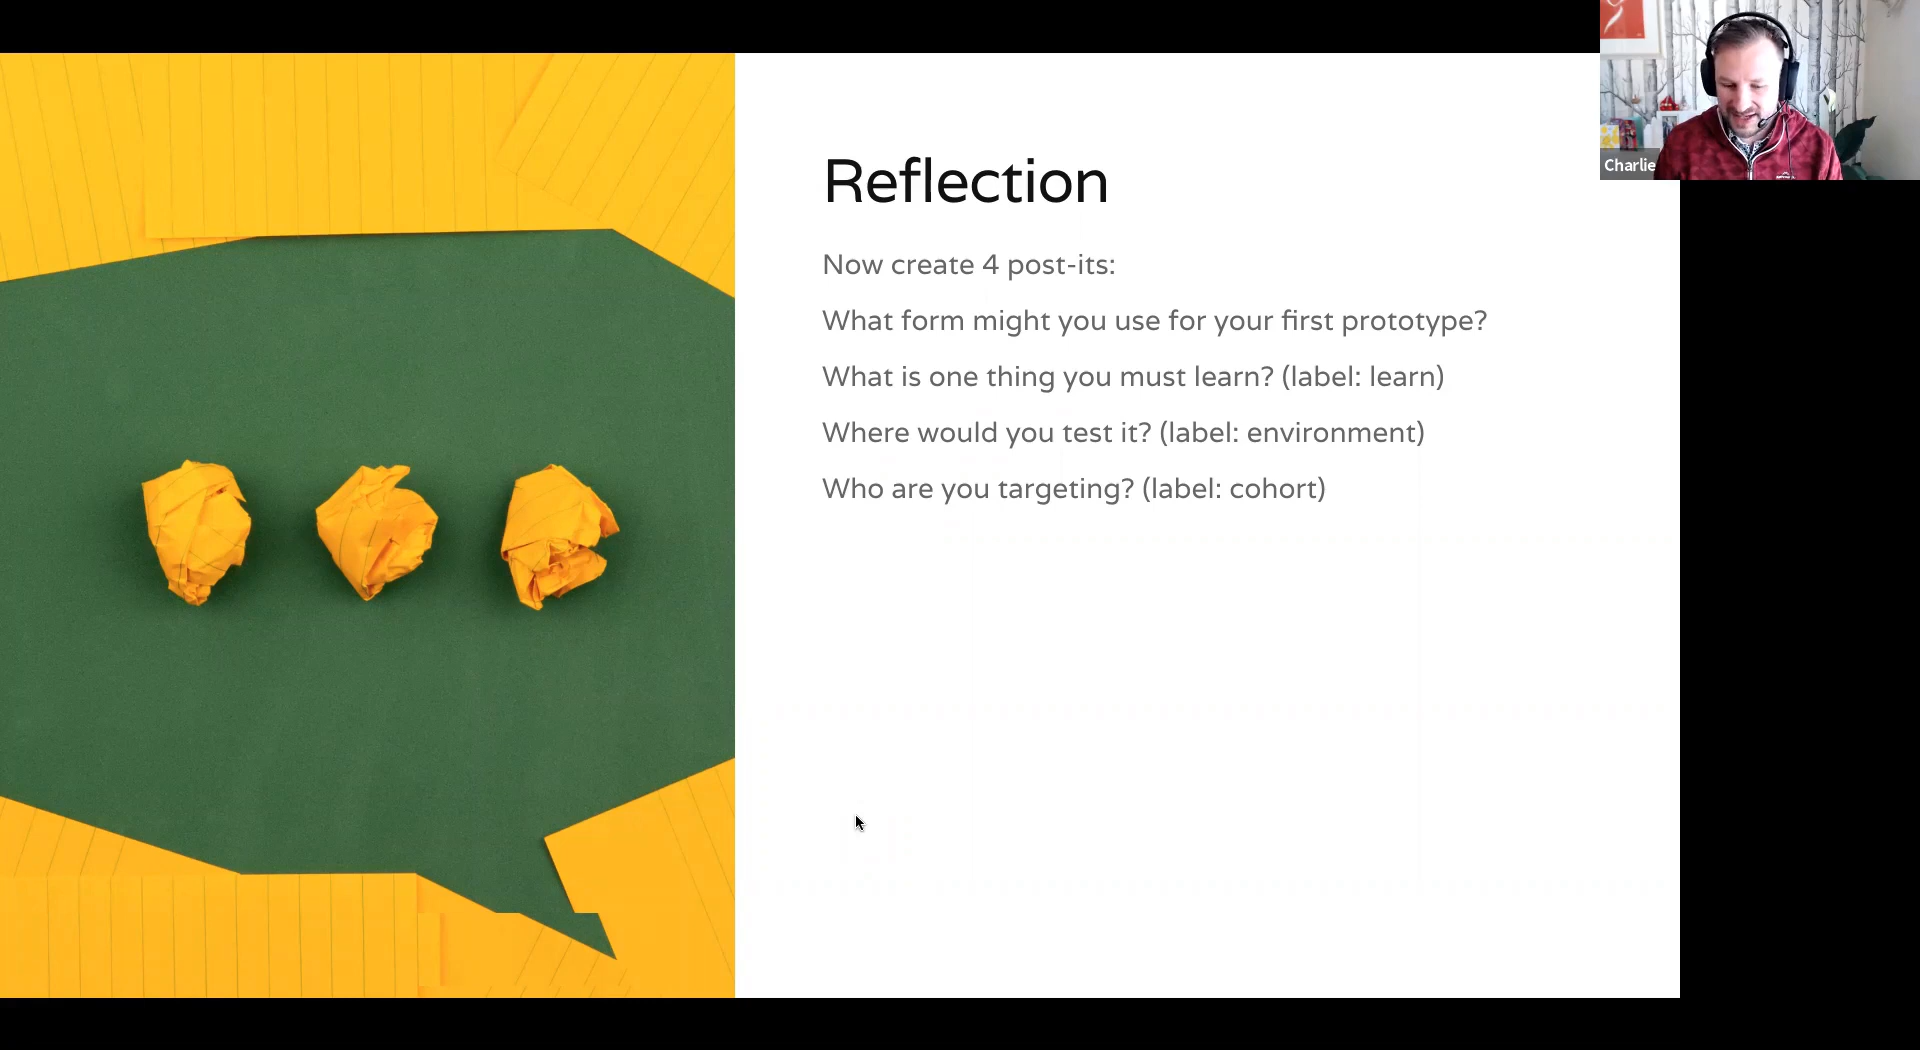 Reflection
Now create 4 post-its:
What form might you use for your first prototype?
What is one thing you must learn? (label: learn)
Where would you test it? (label: environment)
Who are you targeting? (label: cohort)
Charlie